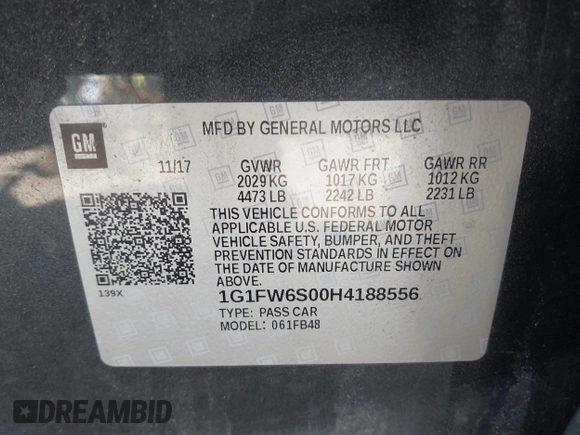 GM
MFD BY GENERAL MOTORS LLC
11/17 GVWR GAWR FRT GAWR RR
2029 KG 1017 KG 1012 KG
4473 LB 2242 LB 2231 LB
THIS VEHICLE CONFORMS TO ALL
APPLICABLE U.S. FEDERAL MOTOR
VEHICLE SAFETY, BUMPER, AND THEFT
PREVENTION STANDARDS IN EFFECT ON
THE DATE OF MANUFACTURE SHOWN
ABOVE.
139X
1G1FW6S00H4188556
TYPE: PASS CAR
MODEL: 061FB48
DREAMBID